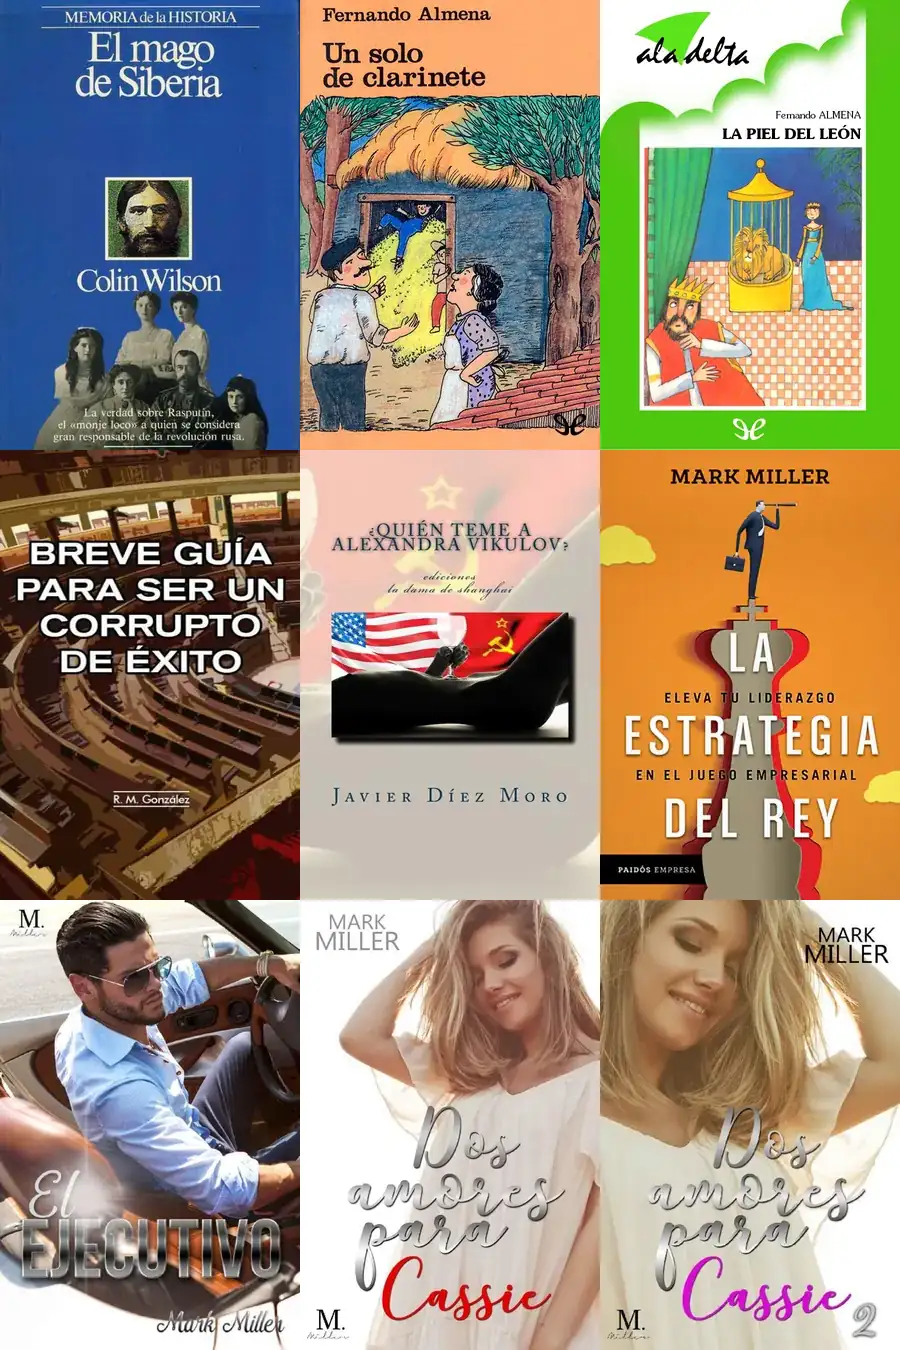 MEMORIA de la HISTORIA
El mago
de Siberia
Colin Wilson
La verdad sobre Rasputín,
el «monje loco» a quien se considera
gran responsable de la revolución rusa.
Fernando Almena
Un solo
de clarinete
ala delta
Fernando ALMENA
LA PIEL DEL LEÓN
BREVE GUÍA
PARA SER UN
CORRUPTO
DE ÉXITO
R. M. González
¿QUIÉN TEME A
ALEXANDRA VIKULOV?
ediciones
la dama de shanghai
JAVIER DÍEZ MORO
MARK MILLER
LA
ELEVA TU LIDERAZGO
ESTRATEGIA
EN EL JUEGO EMPRESARIAL
DEL REY
PAIDÓS EMPRESA
M.
Miller
El
EJECUTIVO
Mark Miller
MARK
MILLER
Dos
amores
para
Cassie
M.
Miller
MARK
MILLER
Dos
amores
para
Cassie
2
M.
Miller